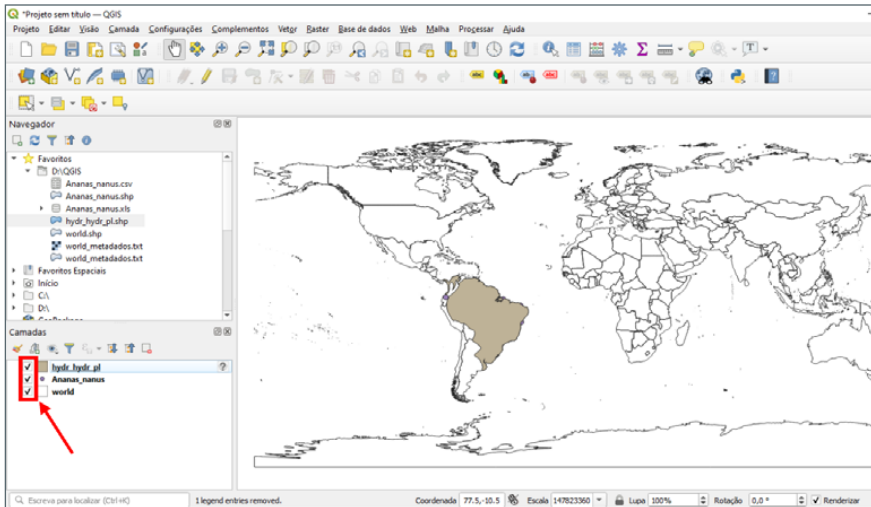 *Projeto sem título — QGIS
Projeto Editar Visão Camada Configurações Complementos Vetor Raster Base de dados Web Malha Processar Ajuda
Navegador
Favoritos
D:\QGIS
Ananas_nanus.csv
Ananas_nanus.shp
Ananas_nanus.xls
hydr_hydr_pl.shp
world.shp
world_metadados.txt
world_metadados.txt
Favoritos Espaciais
Início
C:\
D:\
GeoPackage
Camadas
hydr_hydr_pl ?
Ananas_nanus
world
Escreva para localizar (Ctrl+K) 1 legend entries removed. Coordenada 77.5,-10.5 Escala 147823360 Lupa 100% Rotação 0,0 ° Renderizar